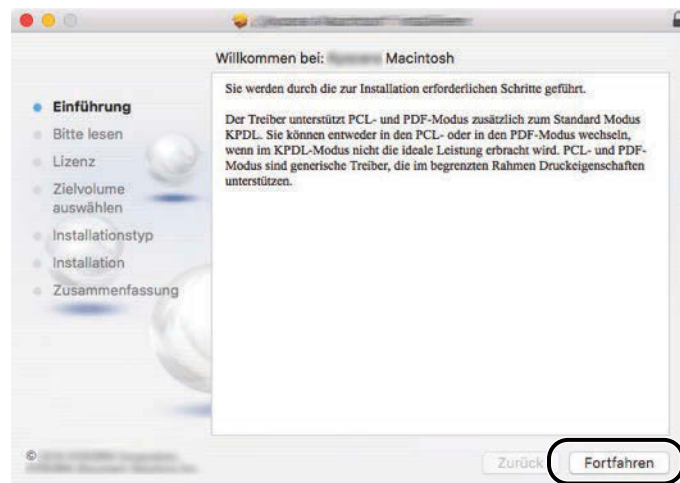 Willkommen bei: Macintosh
Einführung
Bitte lesen
Lizenz
Zielvolume
auswählen
Installationstyp
Installation
Zusammenfassung
Sie werden durch die zur Installation erforderlichen Schritte geführt.
Der Treiber unterstützt PCL- und PDF-Modus zusätzlich zum Standard Modus
KPDL. Sie können entweder in den PCL- oder in den PDF-Modus wechseln,
wenn im KPDL-Modus nicht die ideale Leistung erbracht wird. PCL- und PDF-
Modus sind generische Treiber, die im begrenzten Rahmen Druckeigenschaften
unterstützen.
©
Zurück
Fortfahren